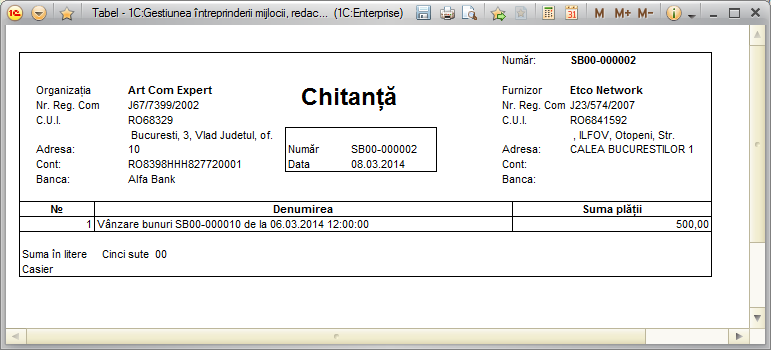 Tabel - 1C:Gestiunea întreprinderii mijlocii, redac... (1C:Enterprise)
M M+ M-
31
Număr: SB00-000002
Organizația Art Com Expert
Chitanță
Furnizor Etco Network
Nr. Reg. Com J67/7399/2002
Nr. Reg. Com J23/574/2007
C.U.I. RO68329
C.U.I. RO6841592
Bucuresti, 3, Vlad Judetul, of.
, ILFOV, Otopeni, Str.
Adresa: 10
Număr SB00-000002
Adresa: CALEA BUCURESTILOR 1
Cont: RO8398HHH827720001
Data 08.03.2014
Cont:
Banca: Alfa Bank
Banca:
№ Denumirea Suma plății
1 Vânzare bunuri SB00-000010 de la 06.03.2014 12:00:00 500,00
Suma în litere Cinci sute 00
Casier